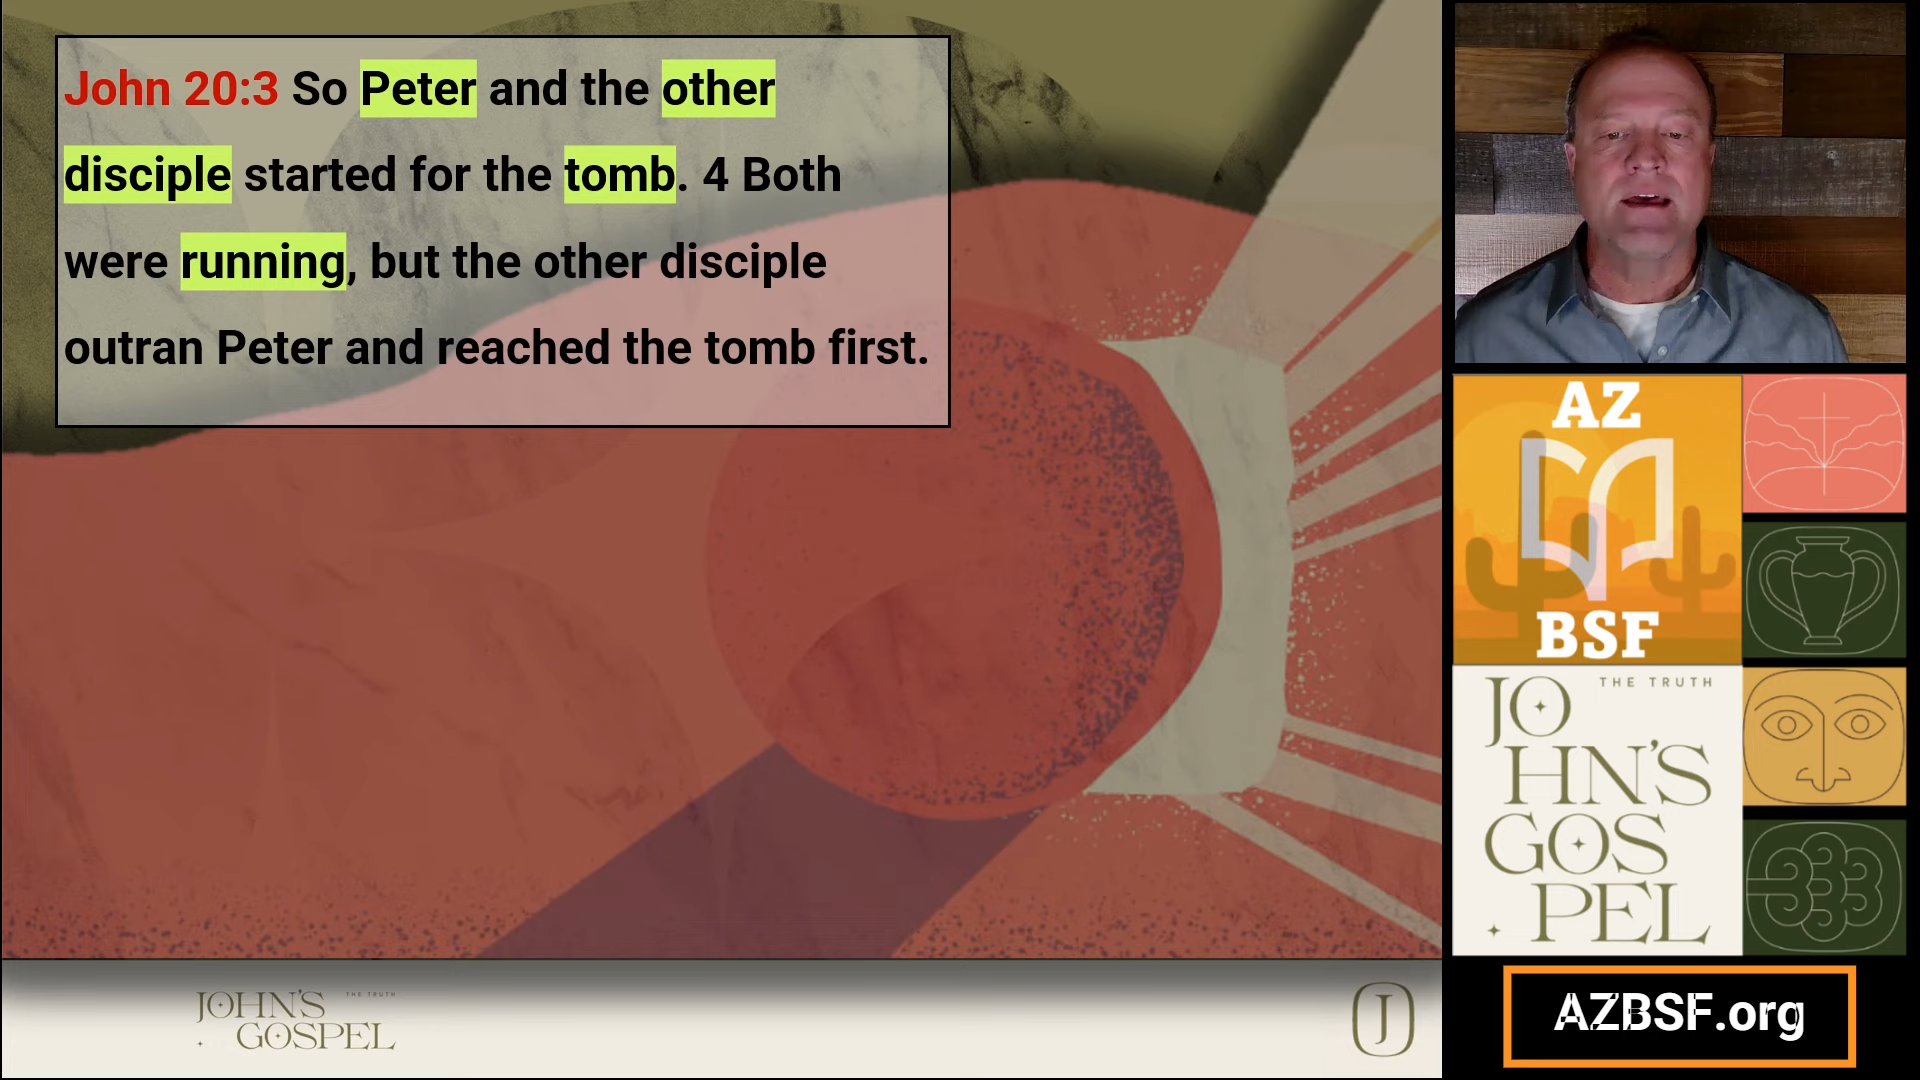 John 20:3 So Peter and the other
disciple started for the tomb. 4 Both
were running, but the other disciple
outran Peter and reached the tomb first.
AZ
BSF
THE TRUTH
JO
HN'S
GOS
PEL
JOHN'S THE TRUTH
GOSPEL
J
AZBSF.org